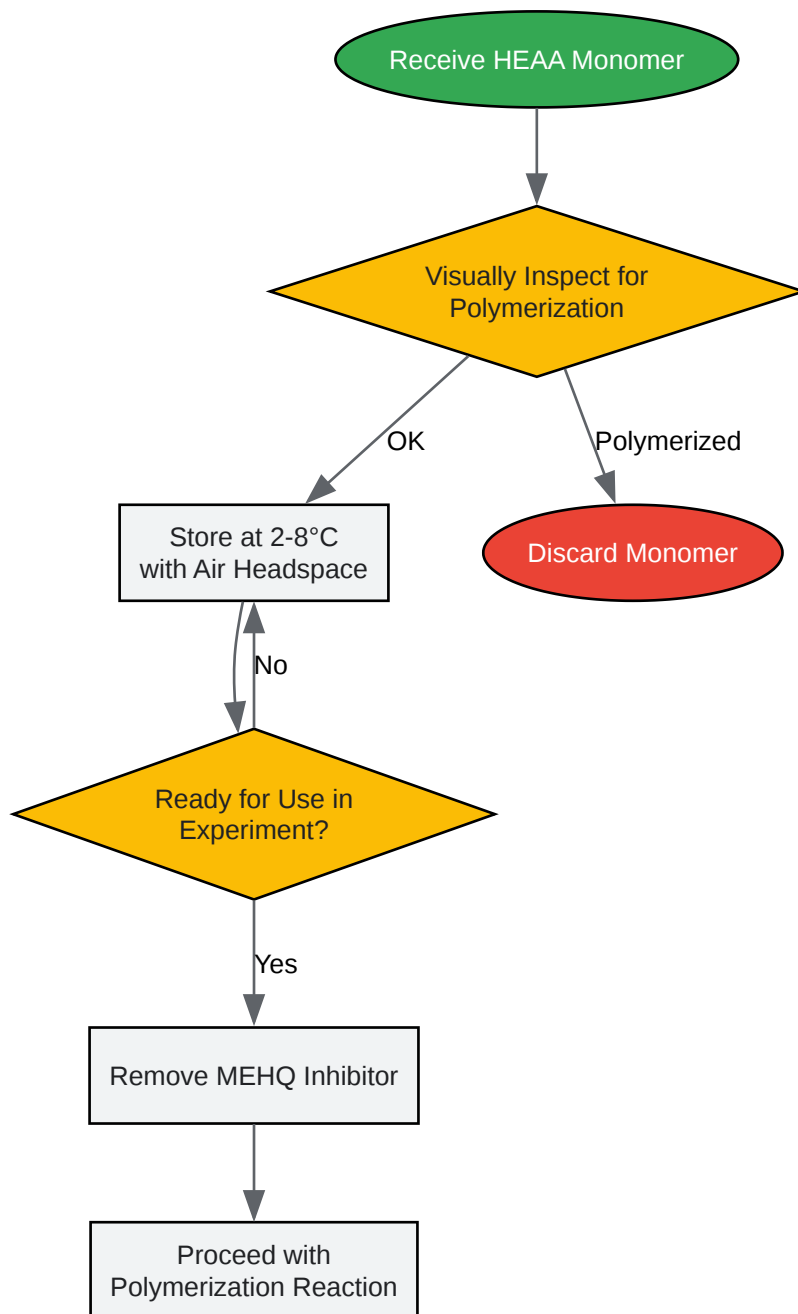 Receive HEAA Monomer
Visually Inspect for
Polymerization
OK
Polymerized
Store at 2-8°C
with Air Headspace
Discard Monomer
No
Ready for Use in
Experiment?
Yes
Remove MEHQ Inhibitor
Proceed with
Polymerization Reaction